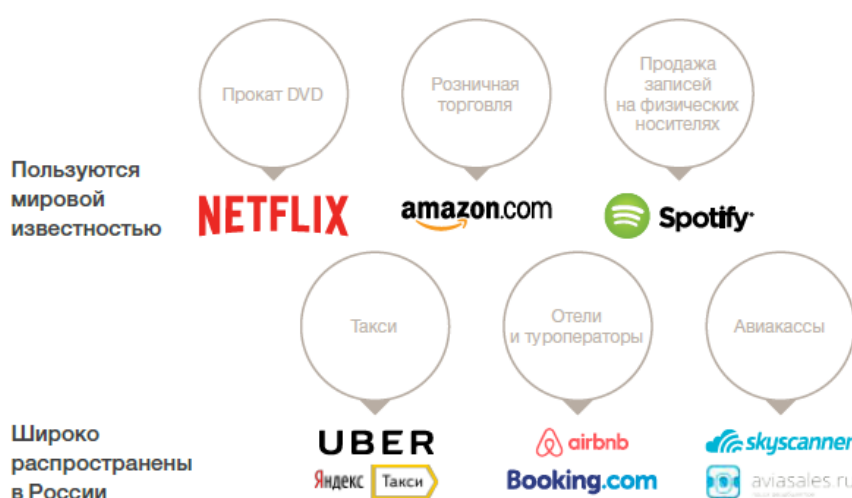 Прокат DVD
Розничная
торговля
Продажа
записей
на физических
носителях
Пользуются
мировой
известностью
NETFLIX
amazon.com
Spotify
Такси
Отели
и туроператоры
Авиакассы
Широко
распространены
в России
UBER
Яндекс Такси
airbnb
Booking.com
skyscanner
aviasales.ru